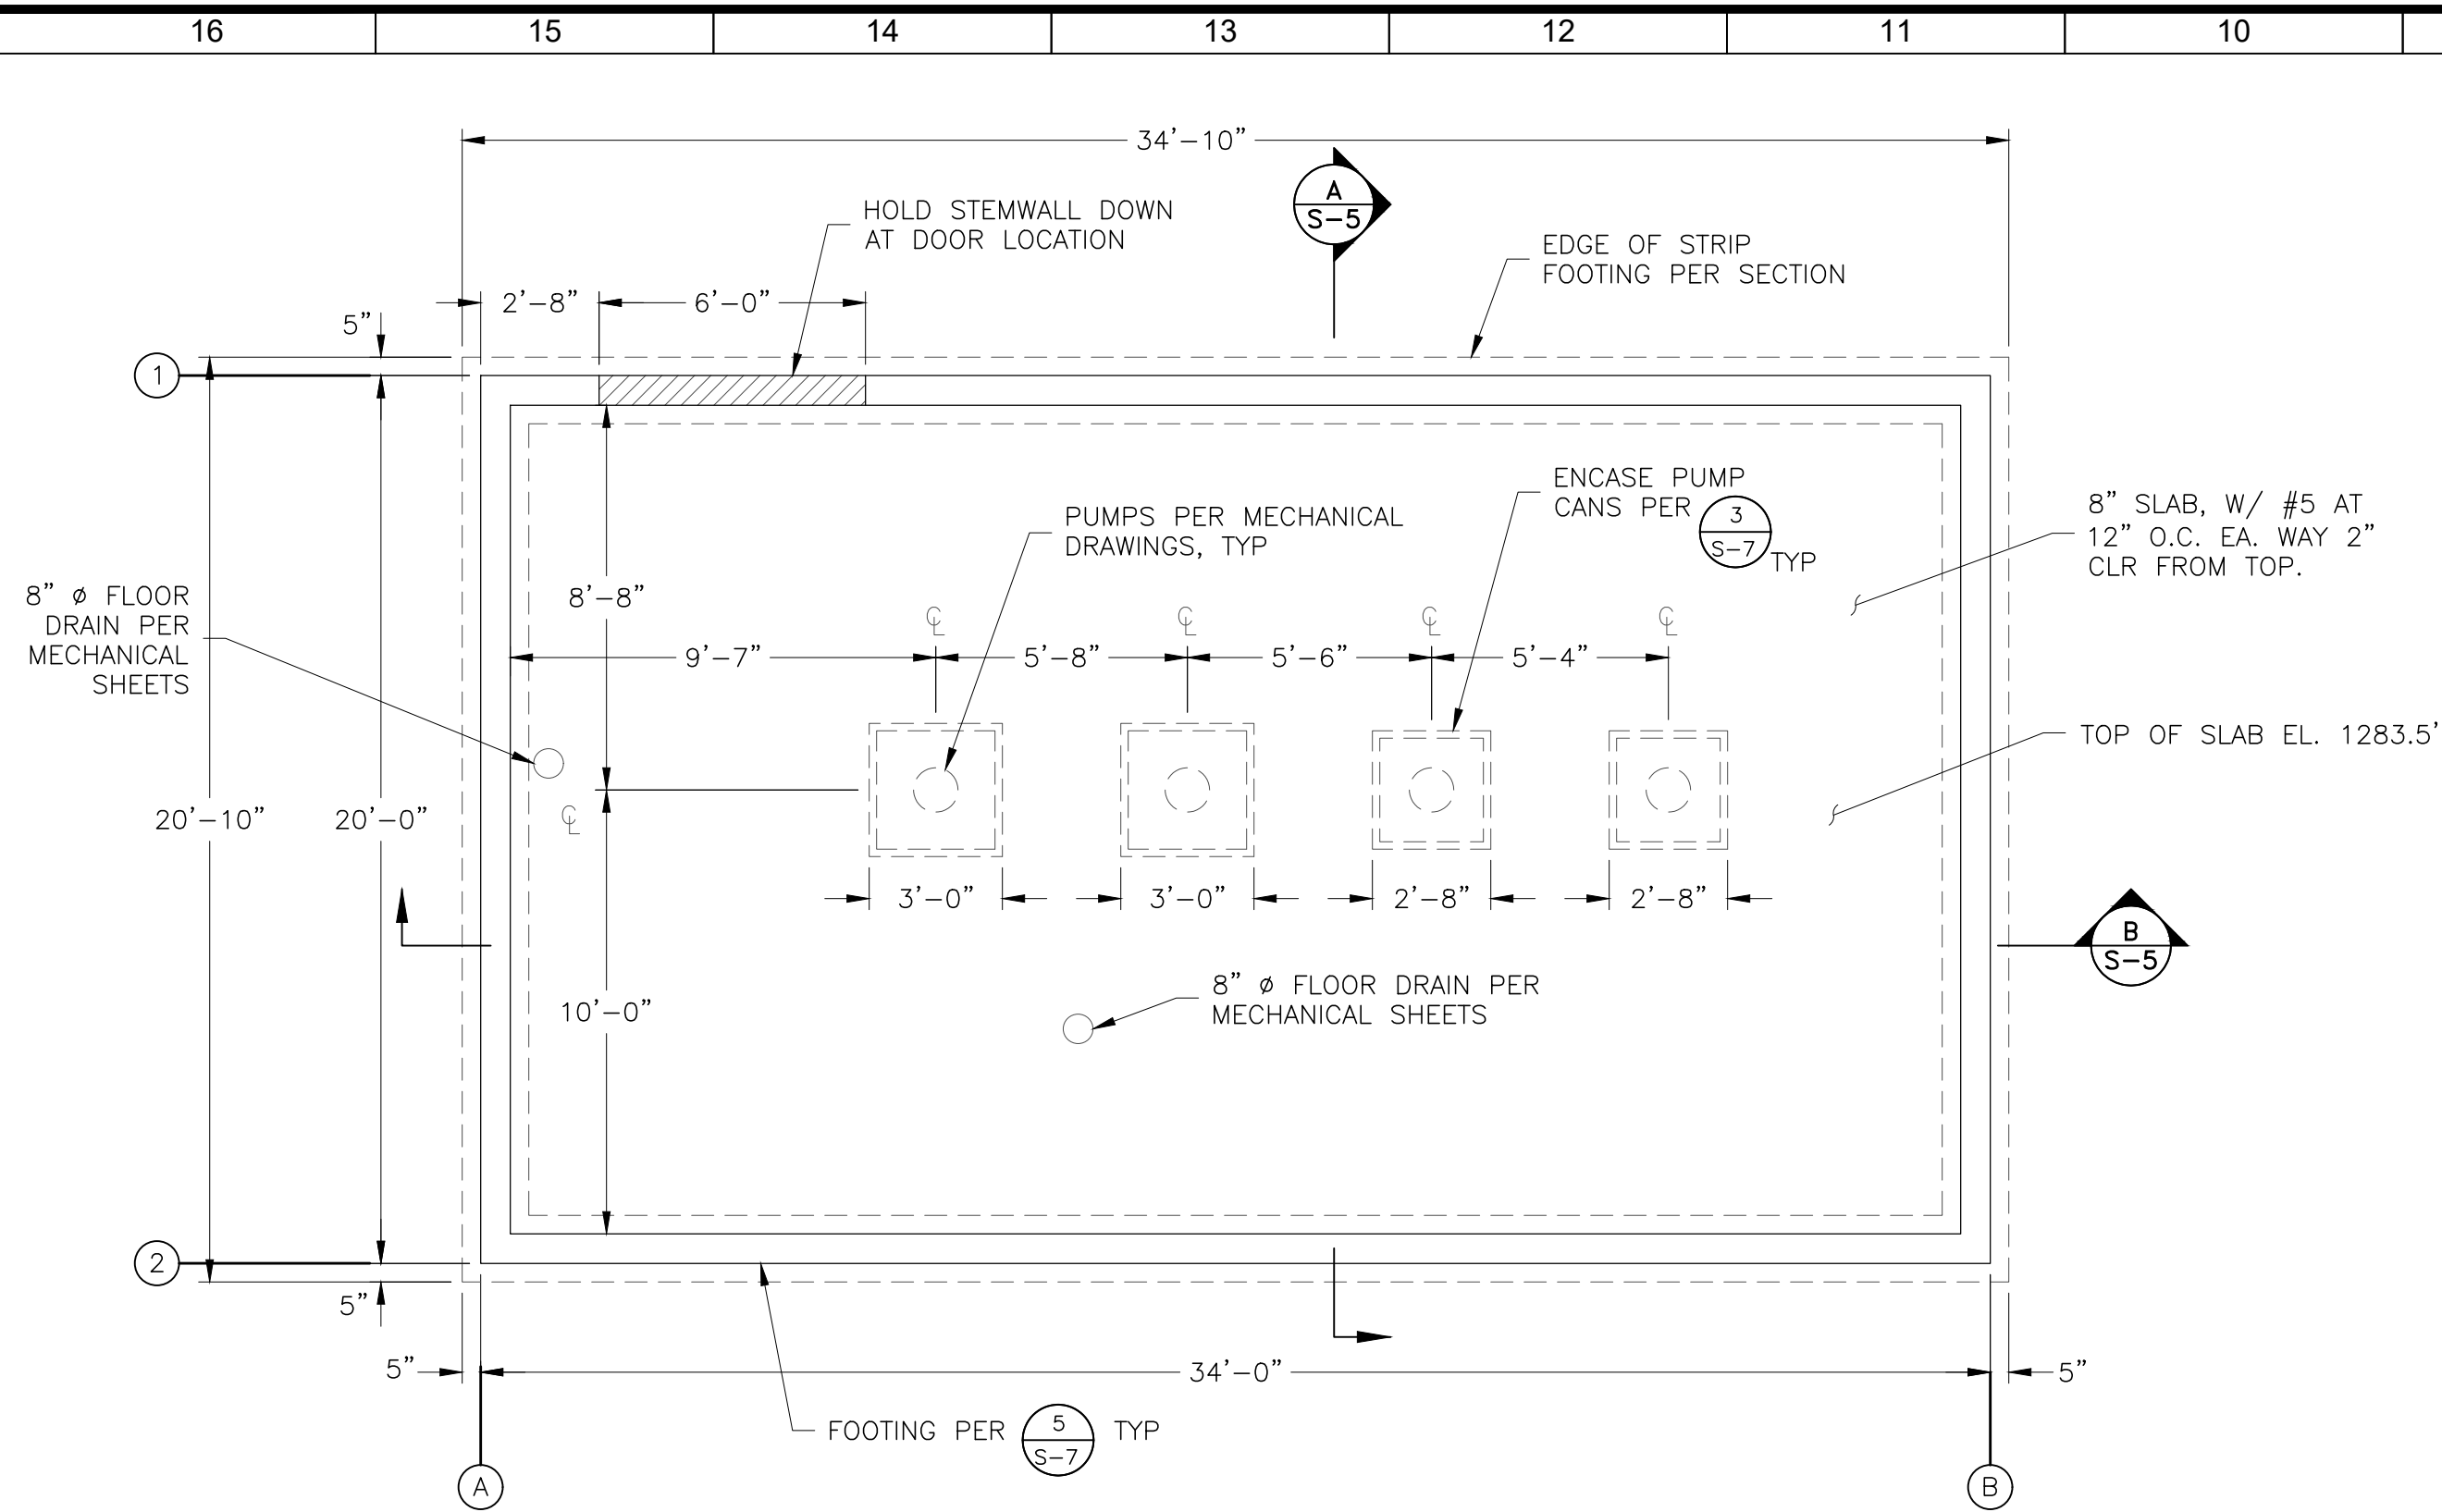 16 15 14 13 12 11 10
34'-10"
A
S-5
HOLD STEMWALL DOWN
AT DOOR LOCATION
EDGE OF STRIP
FOOTING PER SECTION
2'-8" 6'-0"
5"
1
ENCASE PUMP
CANS PER 3
S-7 TYP
8" SLAB, W/ #5 AT
12" O.C. EA. WAY 2"
CLR FROM TOP.
PUMPS PER MECHANICAL
DRAWINGS, TYP
8" ø FLOOR
DRAIN PER
MECHANICAL
SHEETS
8'-8"
℄ ℄ ℄ ℄
9'-7" 5'-8" 5'-6" 5'-4"
TOP OF SLAB EL. 1283.5'
20'-10" 20'-0" ℄
3'-0" 3'-0" 2'-8" 2'-8"
B
S-5
10'-0"
8" ø FLOOR DRAIN PER
MECHANICAL SHEETS
2
5"
5" 34'-0" 5"
FOOTING PER 5 TYP
S-7
A B